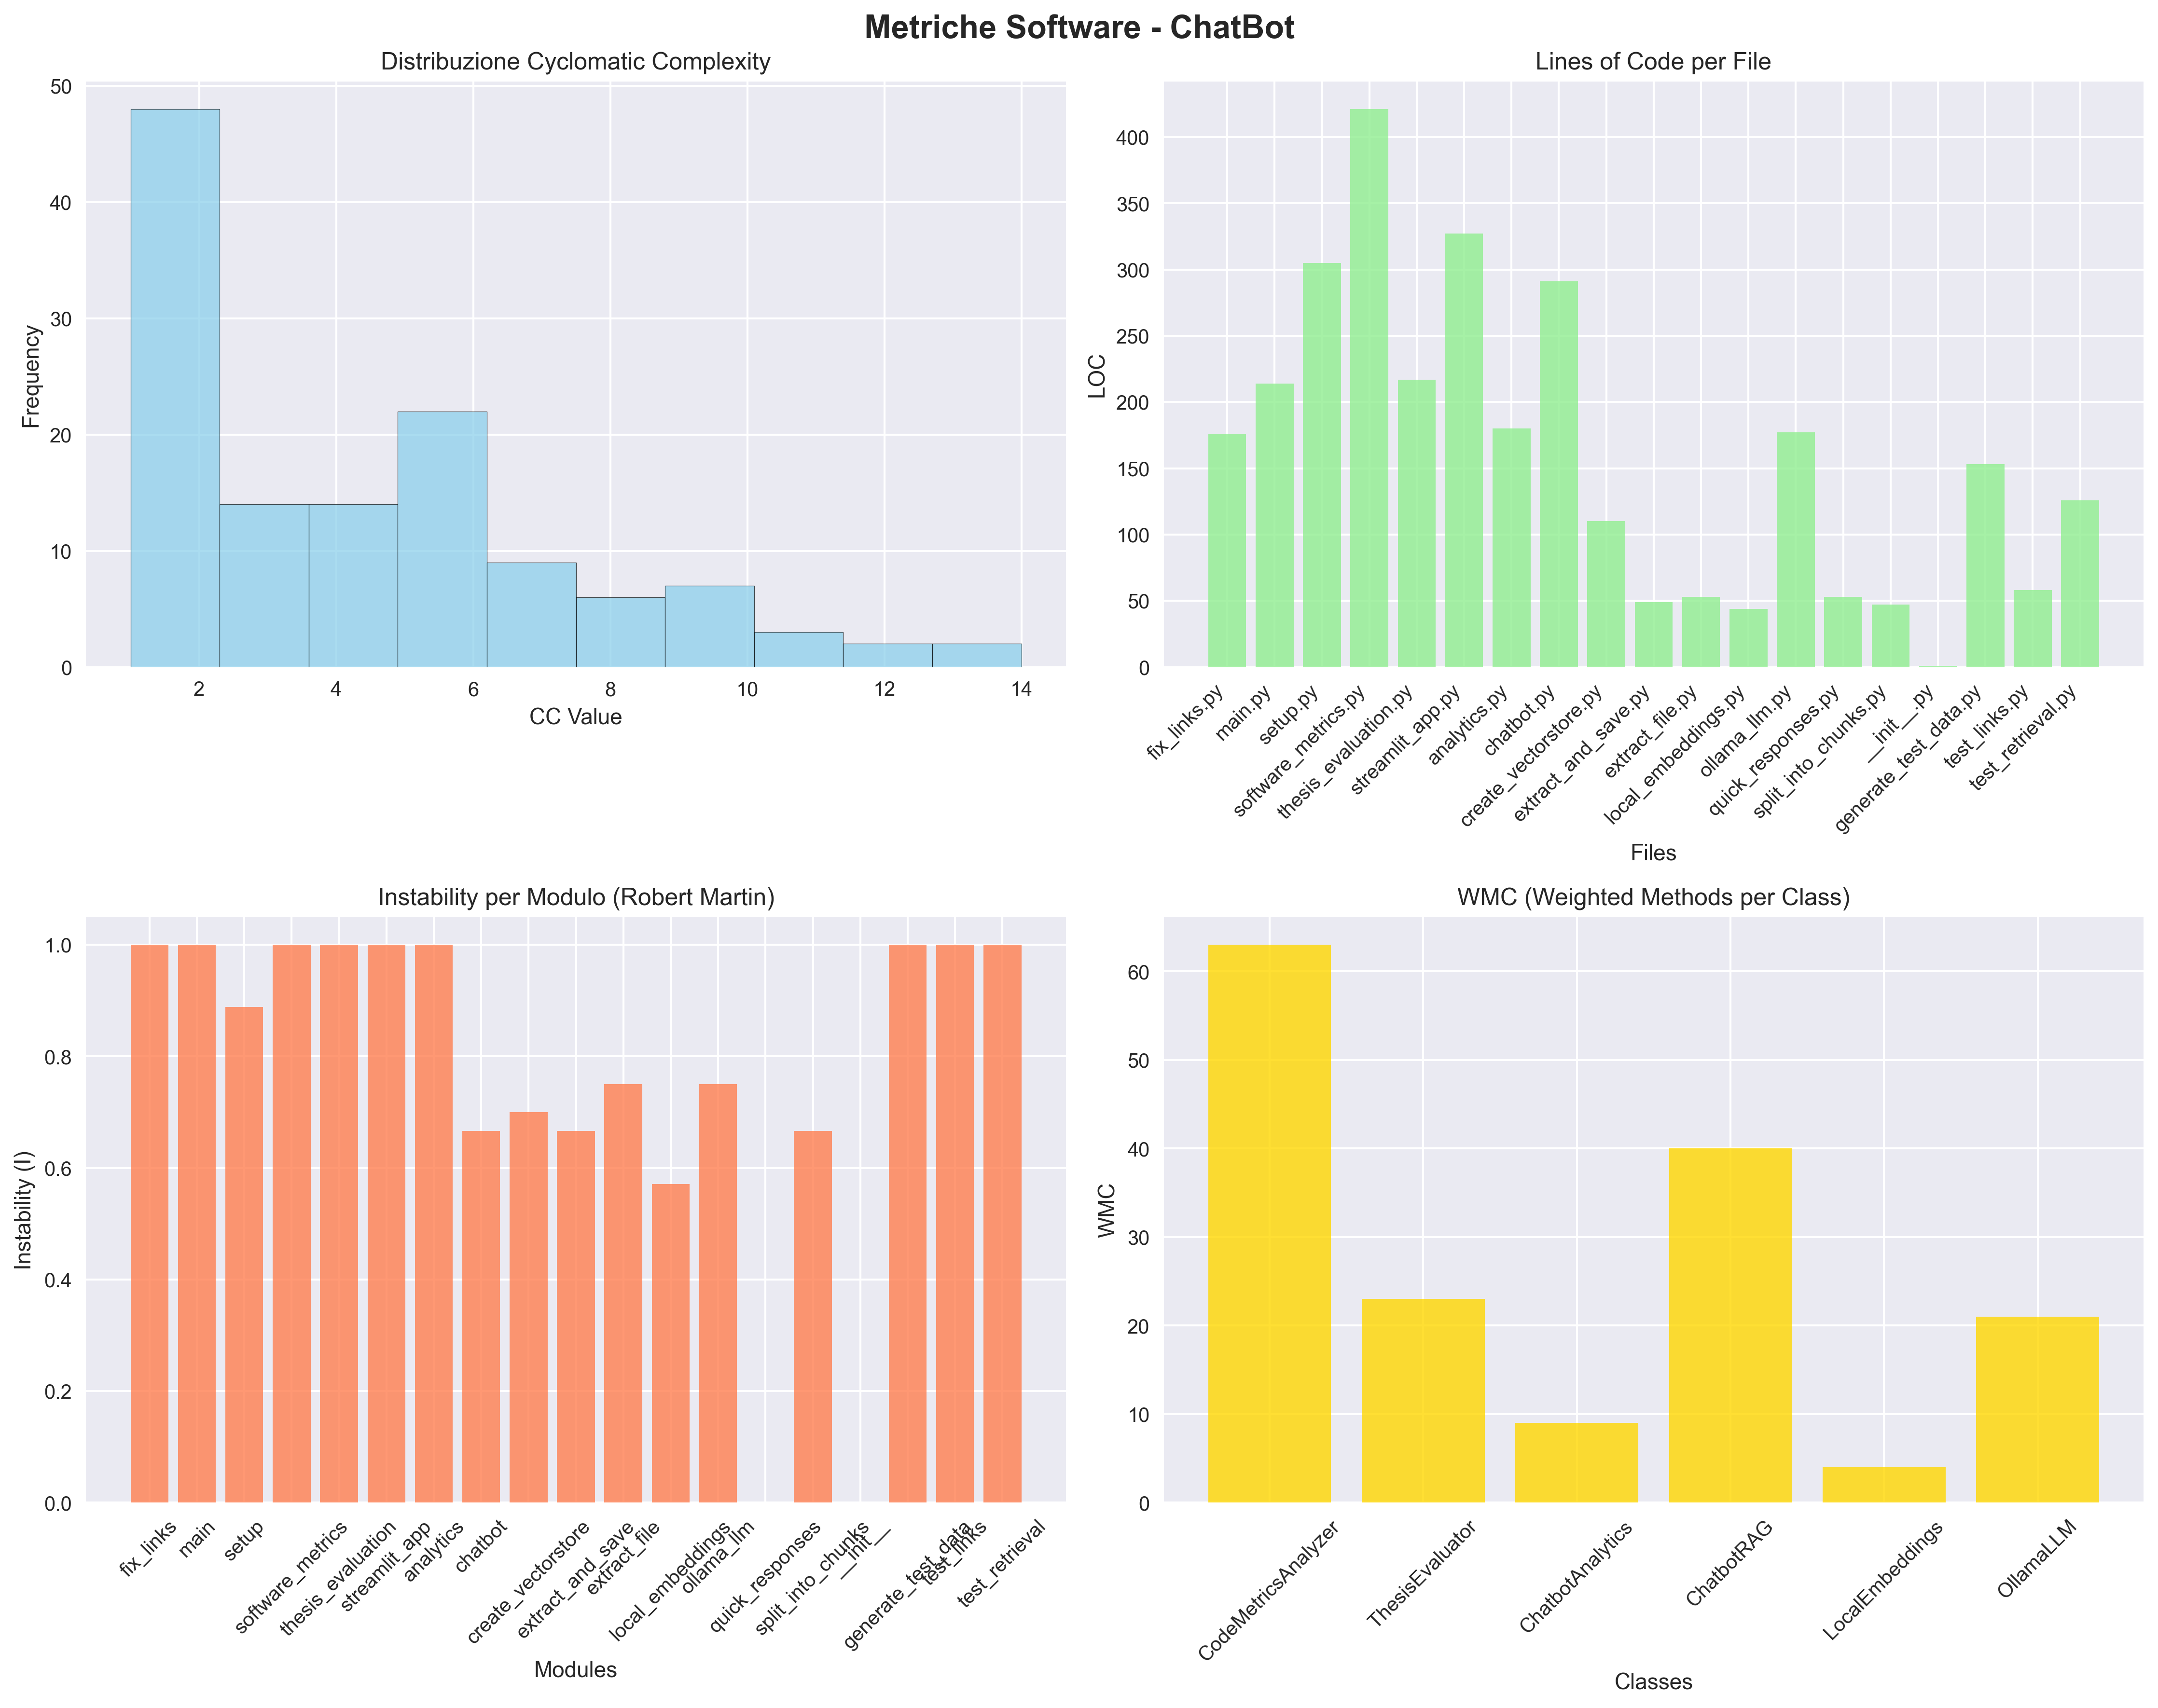 Metriche Software - ChatBot
Distribuzione Cyclomatic Complexity
50
40
30
20
10
0
Frequency
2
4
6
8
10
12
14
CC Value
Lines of Code per File
400
350
300
250
200
150
100
50
0
LOC
fix_links.py
main.py
setup.py
software_metrics.py
thesis_evaluation.py
streamlit_app.py
analytics.py
chatbot.py
create_vectorstore.py
extract_and_save.py
extract_file.py
local_embeddings.py
ollama_llm.py
quick_responses.py
split_into_chunks.py
__init__.py
generate_test_data.py
test_links.py
test_retrieval.py
Files
Instability per Modulo (Robert Martin)
1.0
0.8
0.6
0.4
0.2
0.0
Instability (I)
fix_links
main
setup
software_metrics
thesis_evaluation
streamlit_app
analytics
chatbot
create_vectorstore
extract_and_save
extract_file
local_embeddings
ollama_llm
quick_responses
split_into_chunks
__init__
generate_test_data
test_links
test_retrieval
Modules
WMC (Weighted Methods per Class)
60
50
40
30
20
10
0
WMC
CodeMetricsAnalyzer
ThesisEvaluator
ChatbotAnalytics
ChatbotRAG
LocalEmbeddings
OllamaLLM
Classes